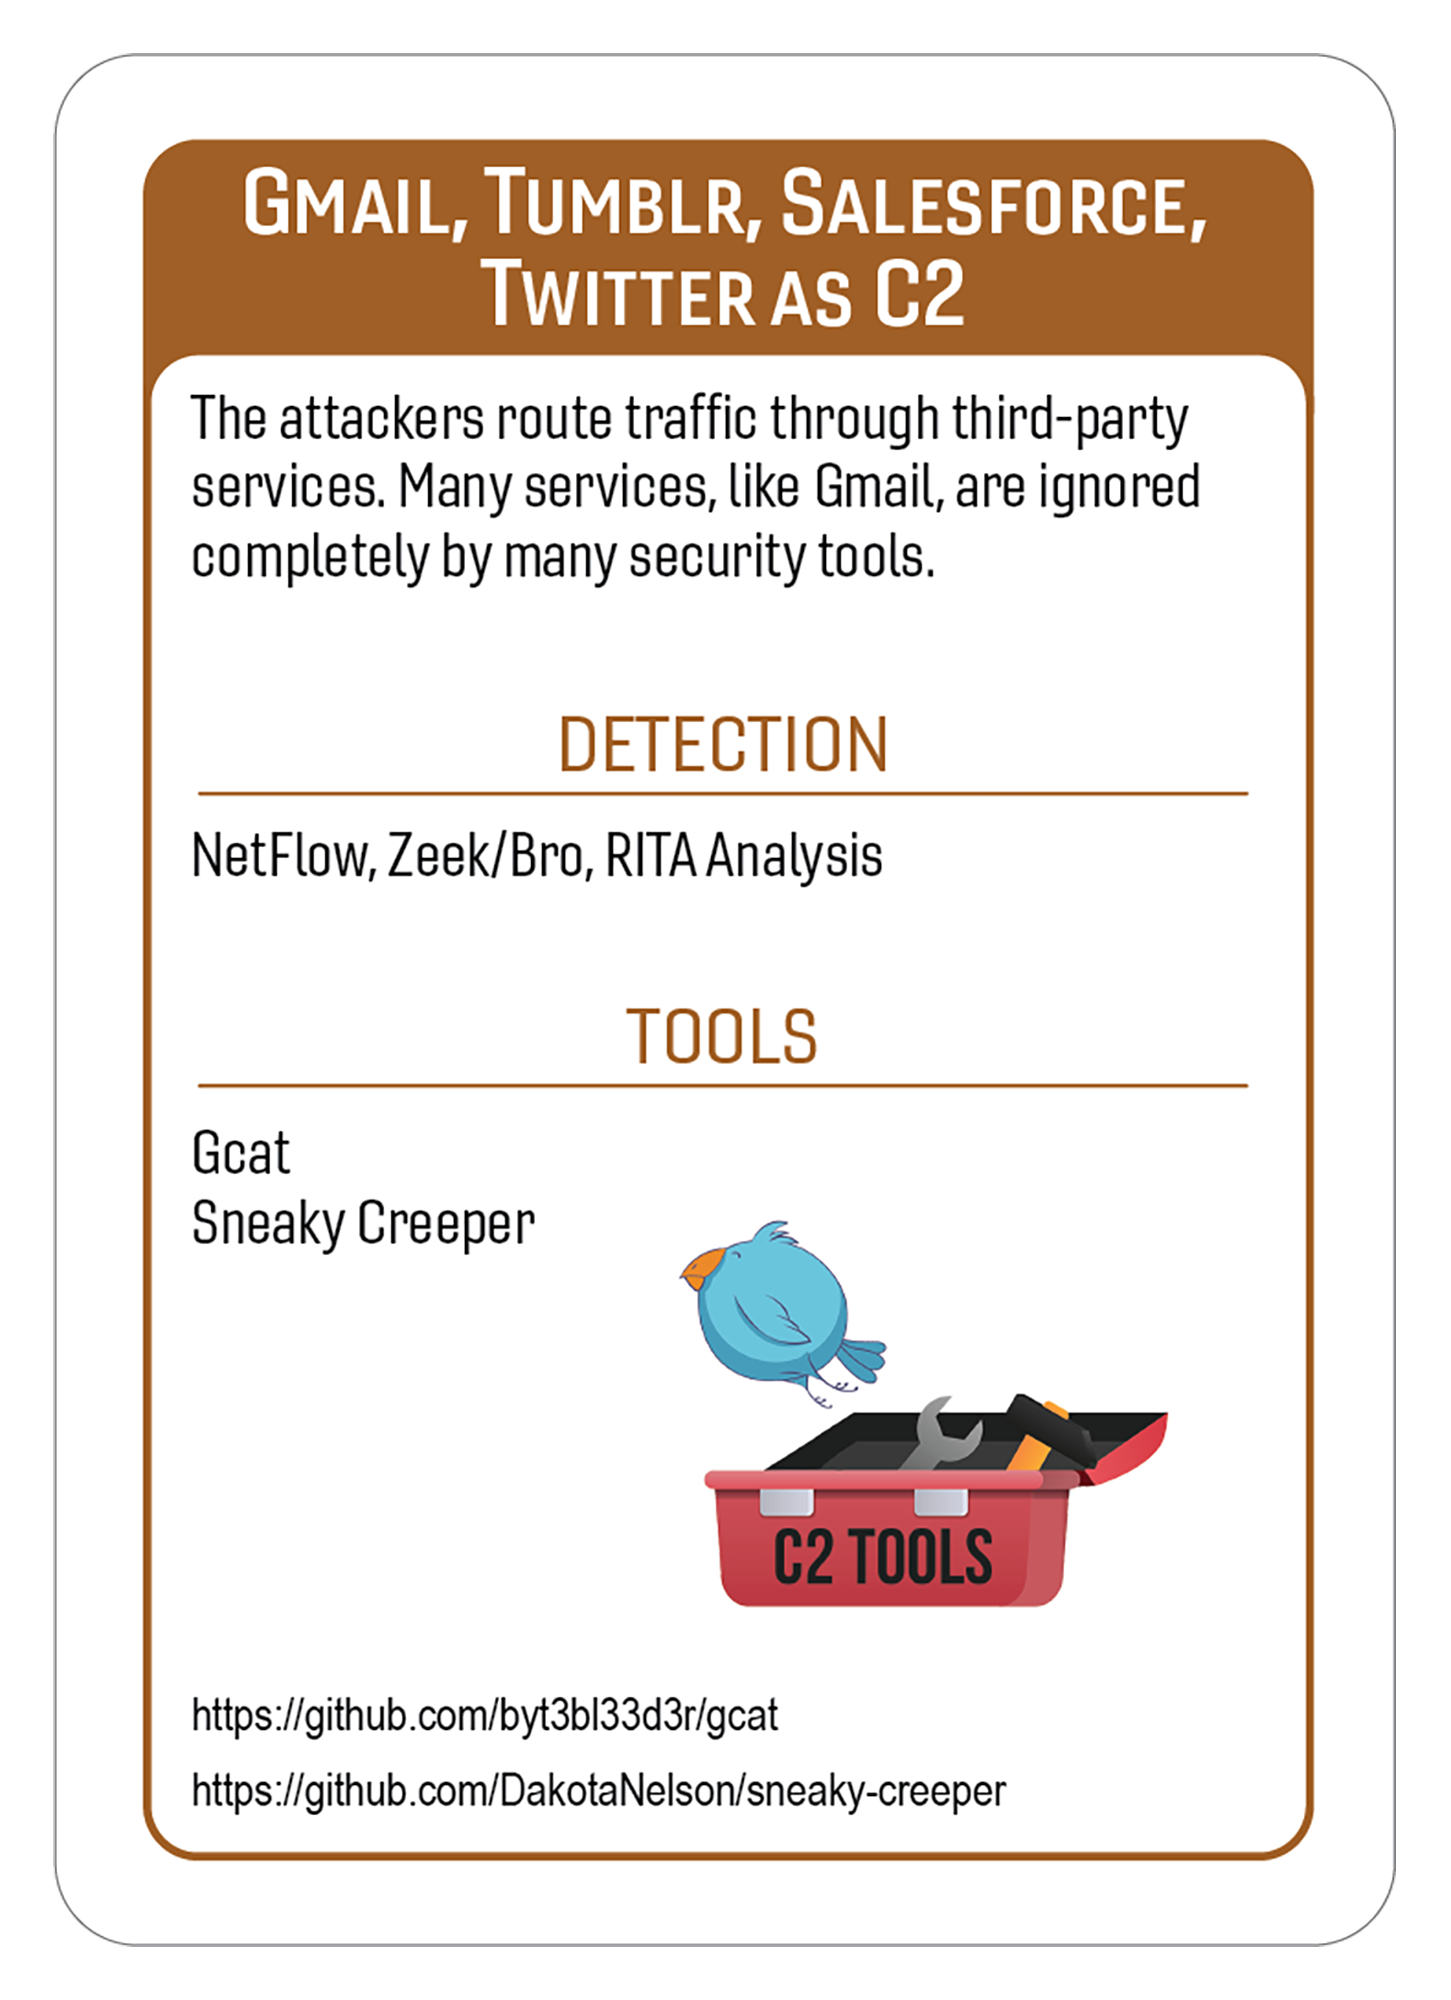 Gmail, Tumblr, Salesforce,
Twitter as C2
The attackers route traffic through third-party
services. Many services, like Gmail, are ignored
completely by many security tools.
DETECTION
NetFlow, Zeek/Bro, RITA Analysis
TOOLS
Gcat
Sneaky Creeper
C2 TOOLS
https://github.com/byt3bl33d3r/gcat
https://github.com/DakotaNelson/sneaky-creeper